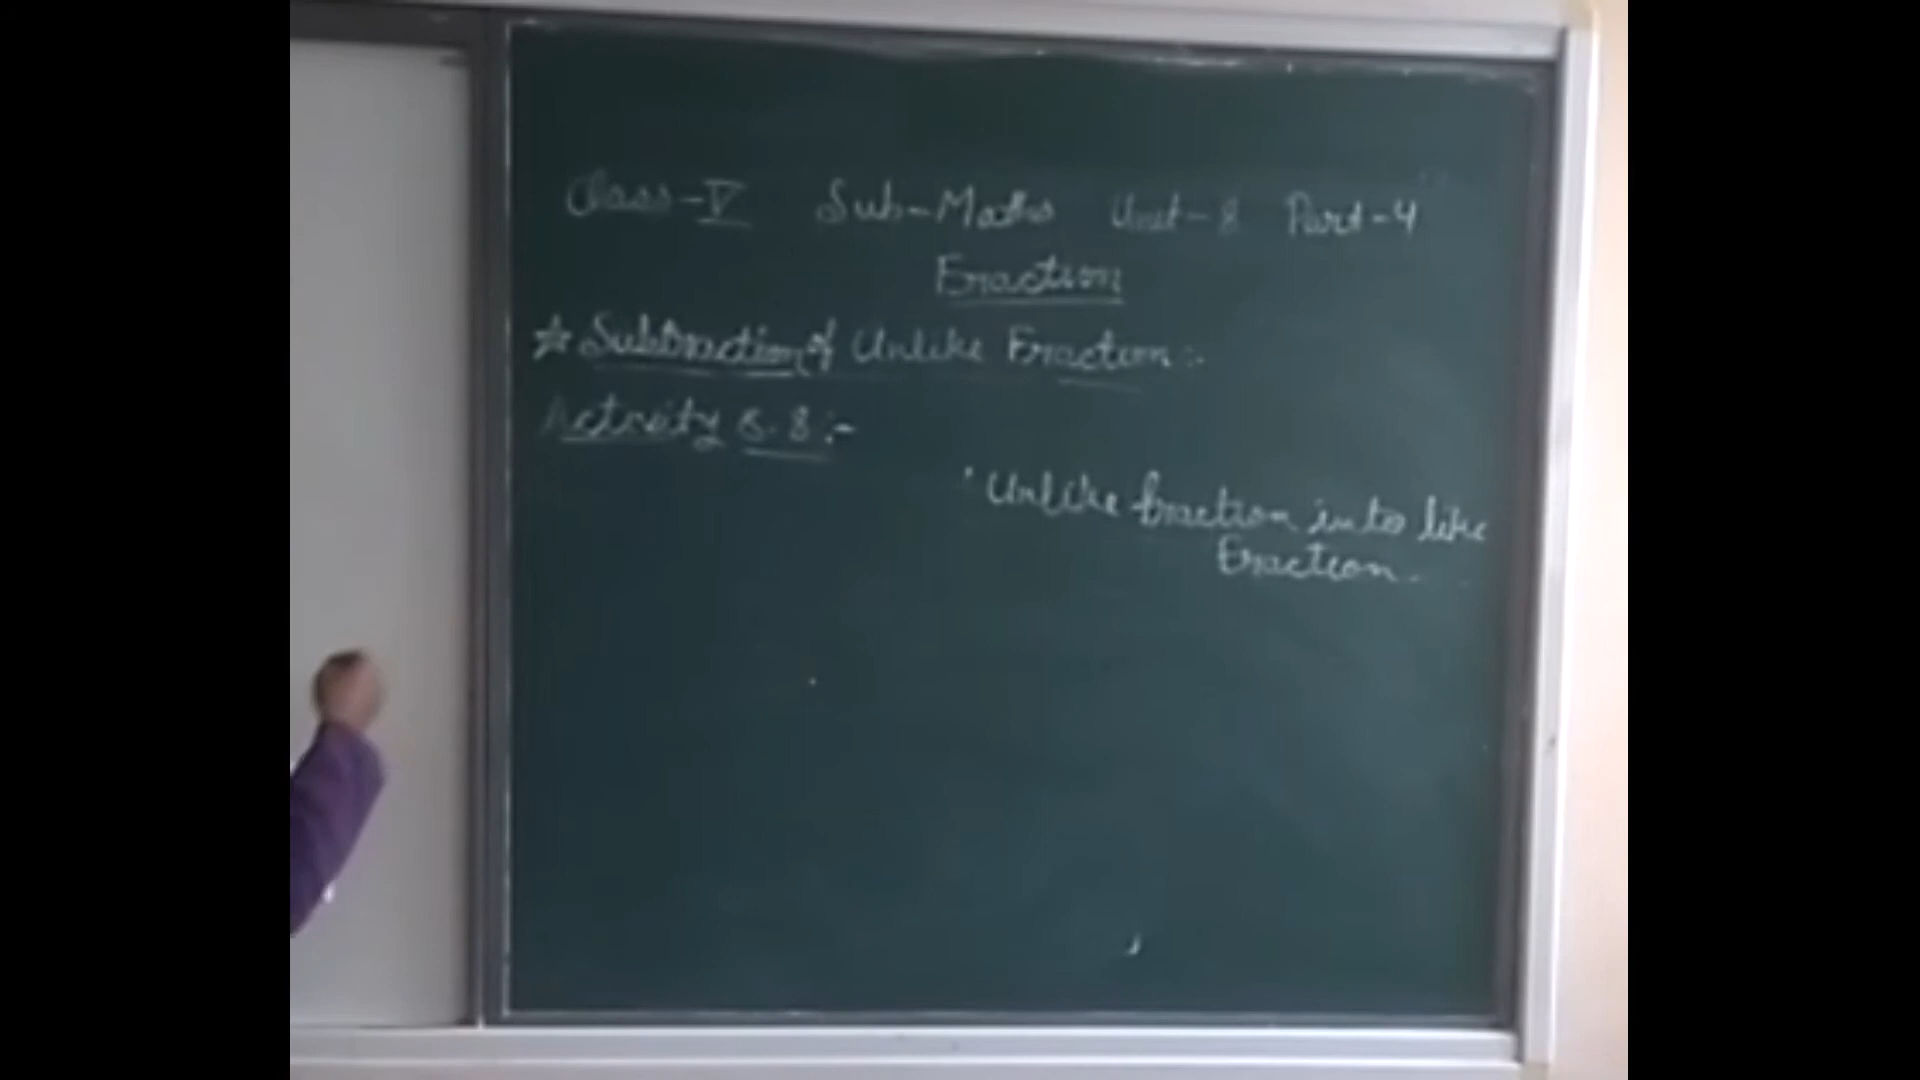 Class-V Sub-Maths Unit-8 Part-4
Fraction
☆ Subtraction of Unlike Fraction:-
Activity 8.8:-
Unlike fraction into like
Fraction.